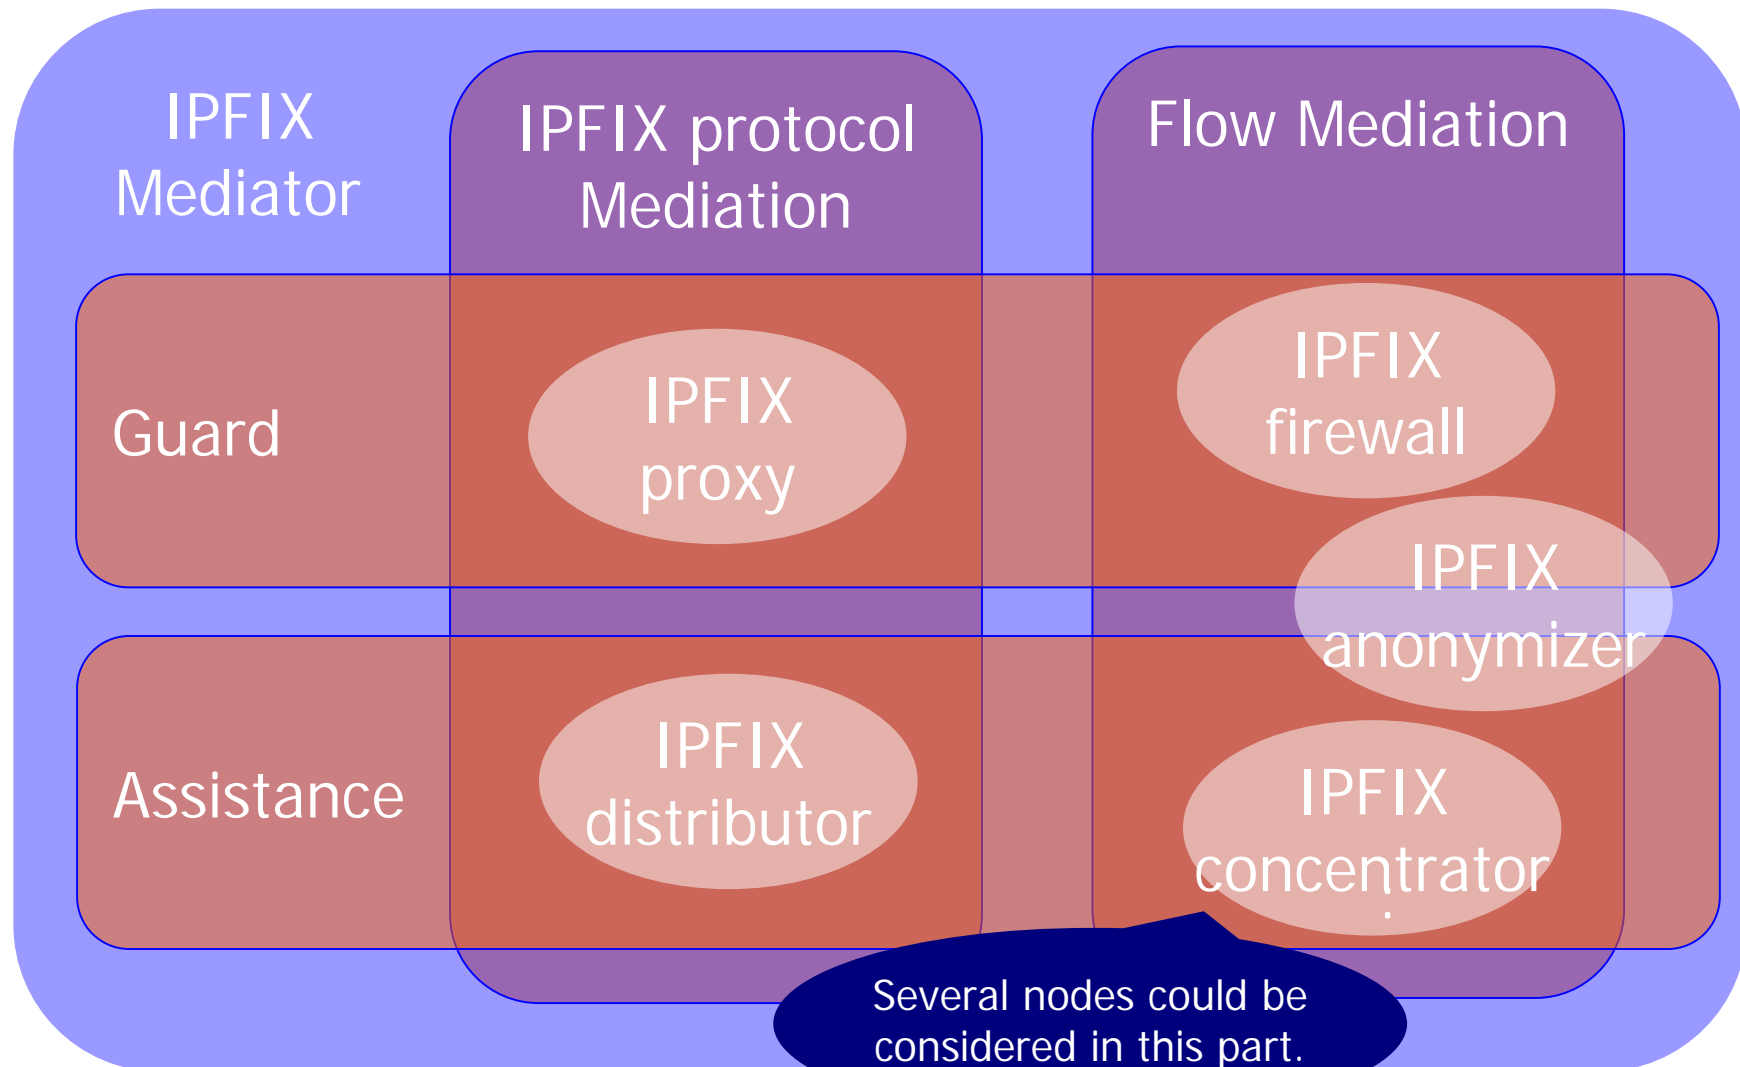 IPFIX
Mediator
IPFIX protocol
Mediation
Flow Mediation
Guard
IPFIX
proxy
IPFIX
firewall
IPFIX
anonymizer
Assistance
IPFIX
distributor
IPFIX
concentrator
:
Several nodes could be
considered in this part.